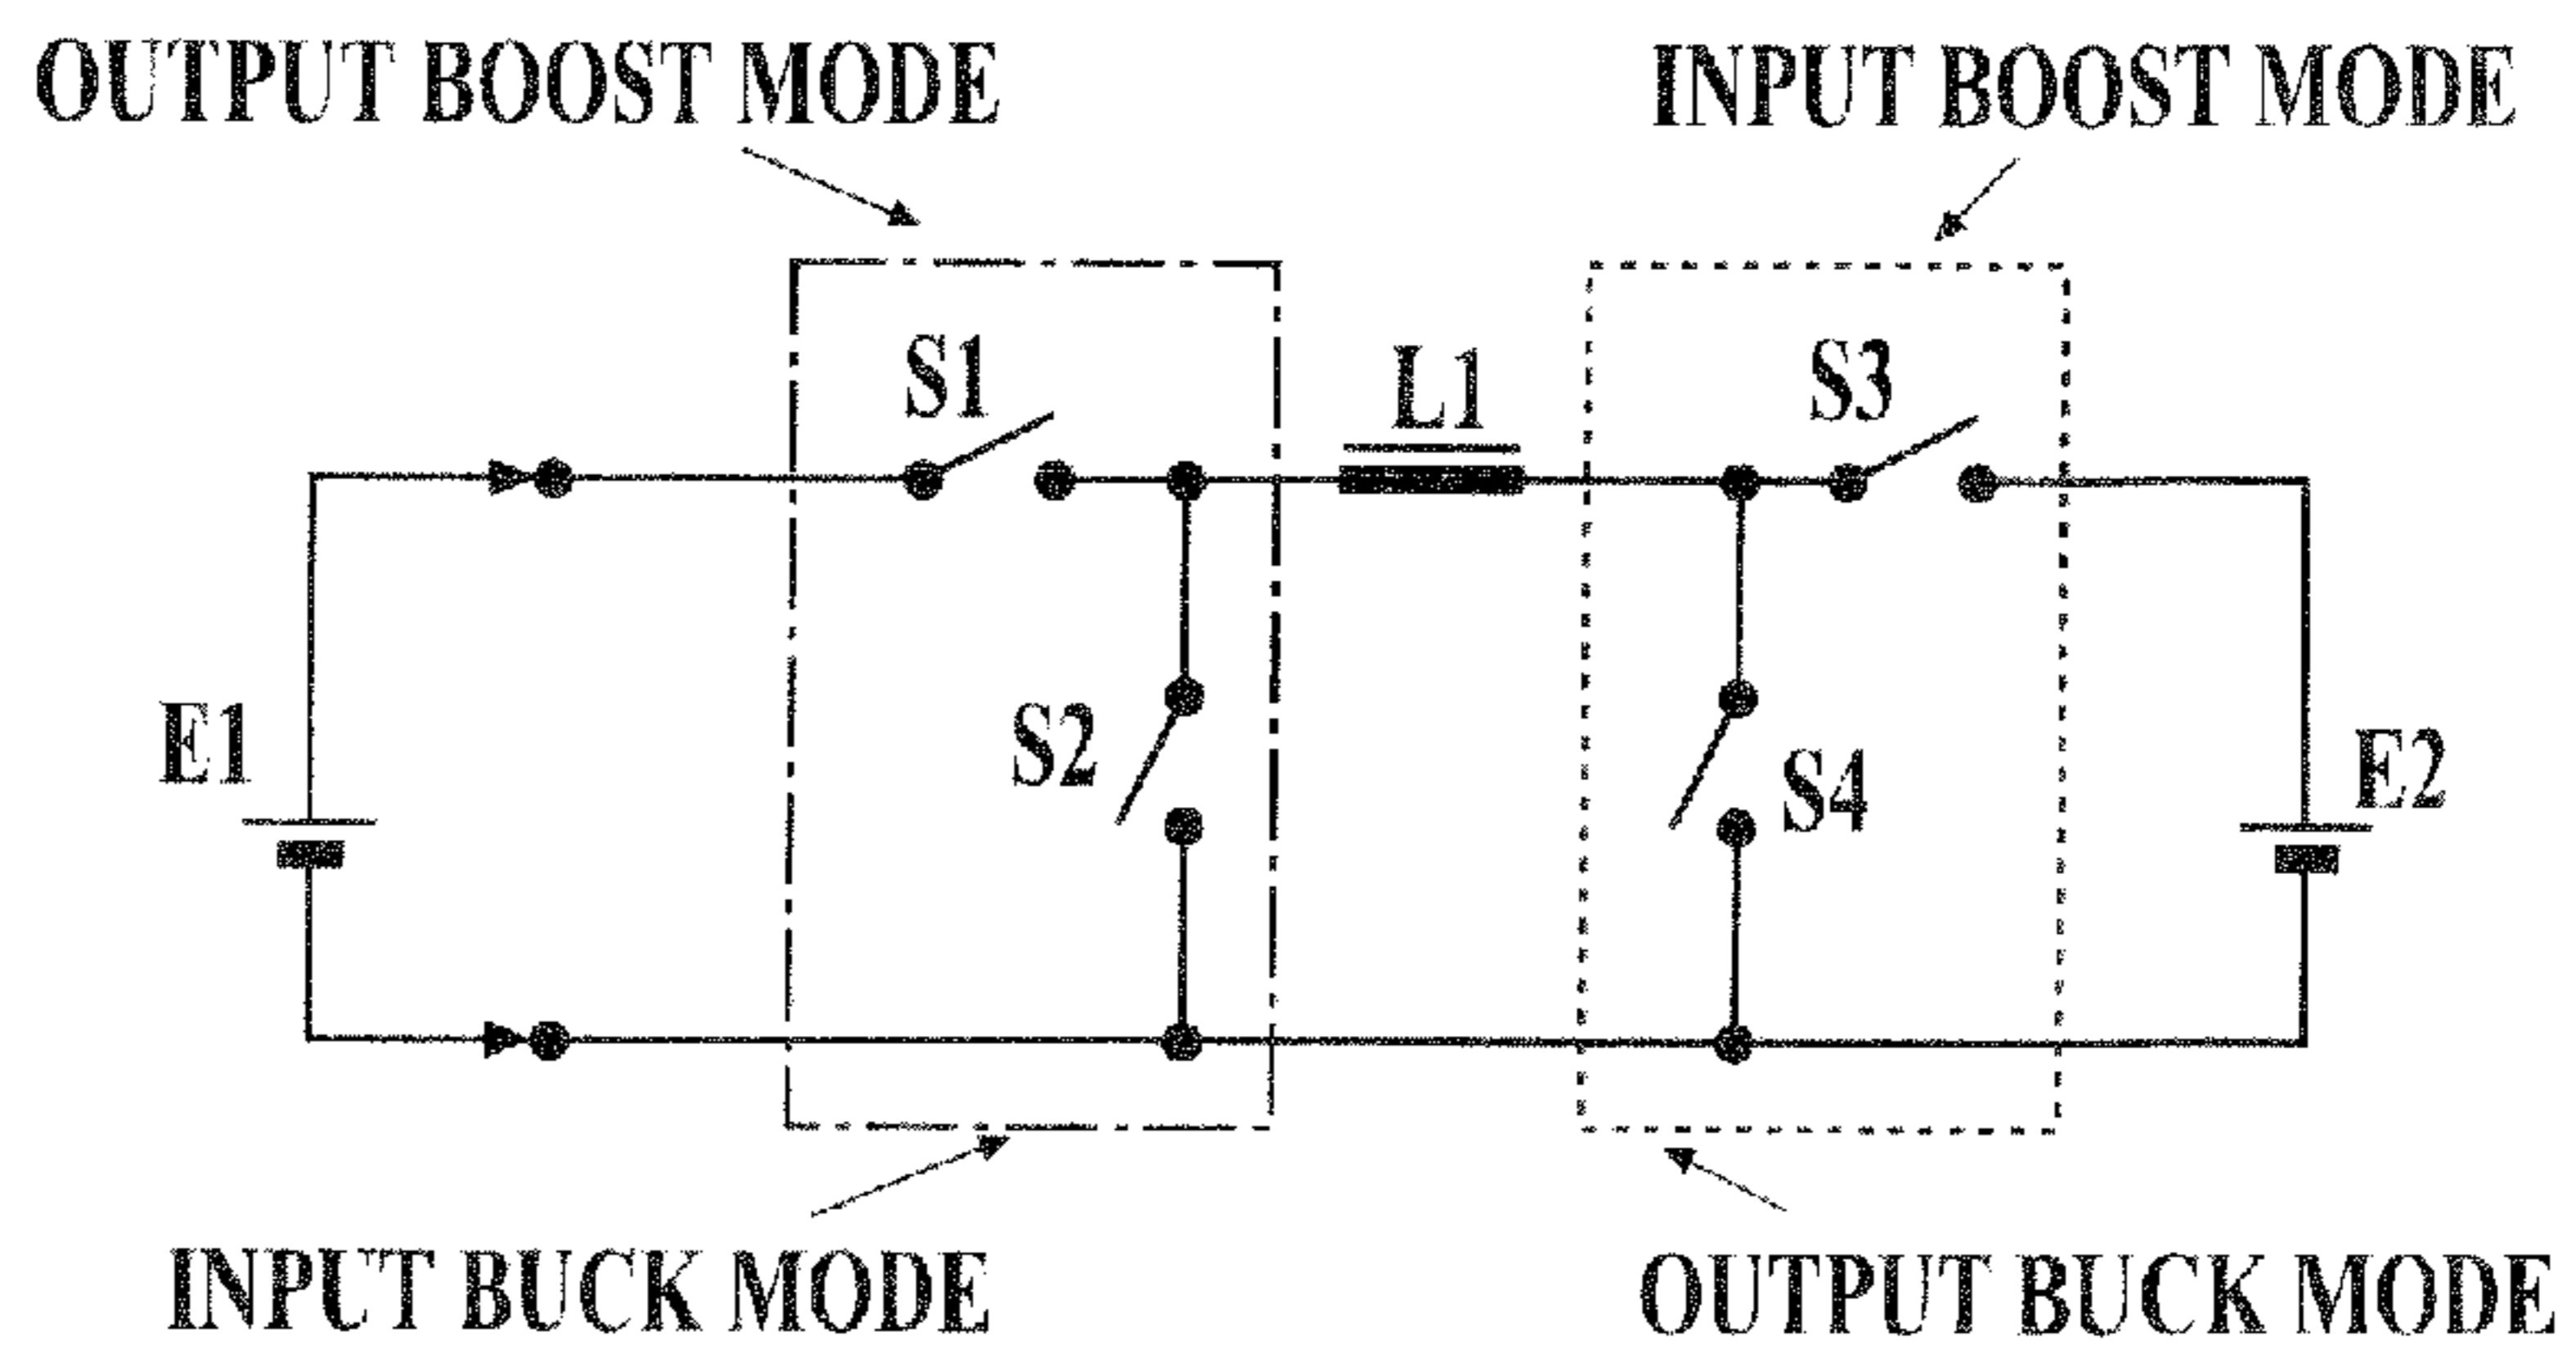 OUTPUT BOOST MODE
INPUT BOOST MODE
S1
L1
S3
E1
S2
S4
E2
INPUT BUCK MODE
OUTPUT BUCK MODE